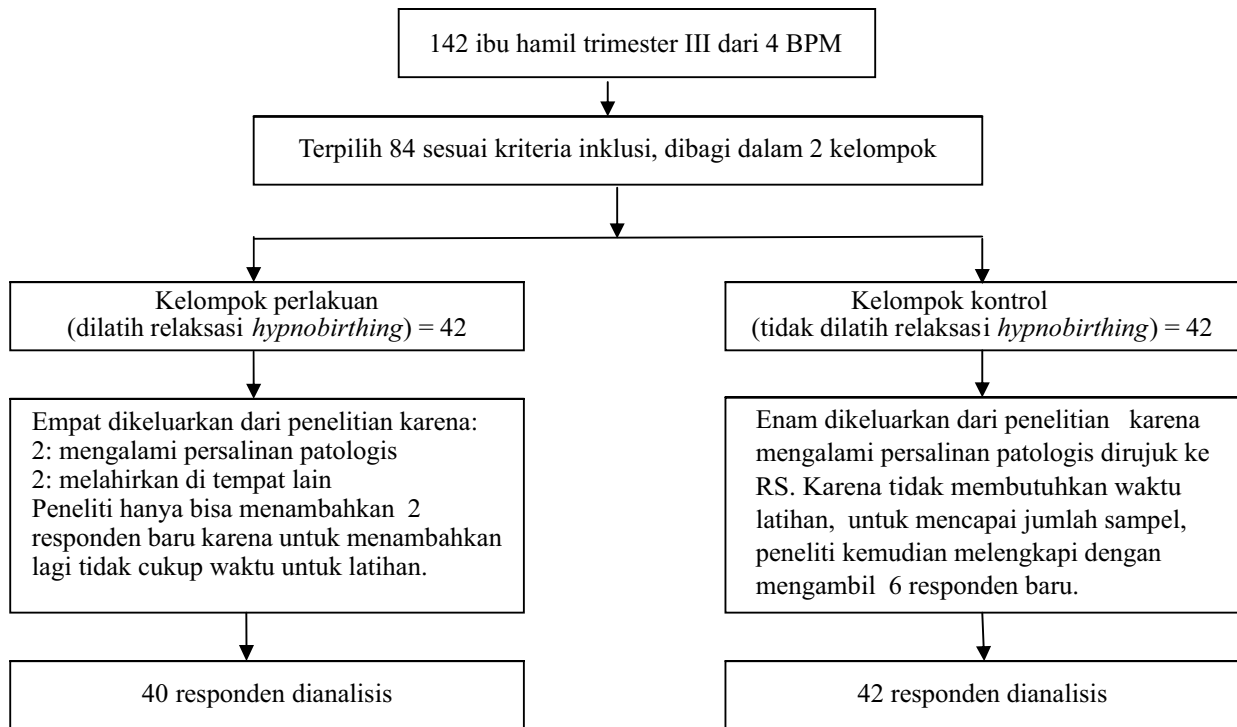 142 ibu hamil trimester III dari 4 BPM
Terpilih 84 sesuai kriteria inklusi, dibagi dalam 2 kelompok
Kelompok perlakuan
(dilatih relaksasi hypnobirthing) = 42
Kelompok kontrol
(tidak dilatih relaksasi hypnobirthing) = 42
Empat dikeluarkan dari penelitian karena:
2: mengalami persalinan patologis
2: melahirkan di tempat lain
Peneliti hanya bisa menambahkan 2
responden baru karena untuk menambahkan
lagi tidak cukup waktu untuk latihan.
Enam dikeluarkan dari penelitian karena
mengalami persalinan patologis dirujuk ke
RS. Karena tidak membutuhkan waktu
latihan, untuk mencapai jumlah sampel,
peneliti kemudian melengkapi dengan
mengambil 6 responden baru.
40 responden dianalisis
42 responden dianalisis